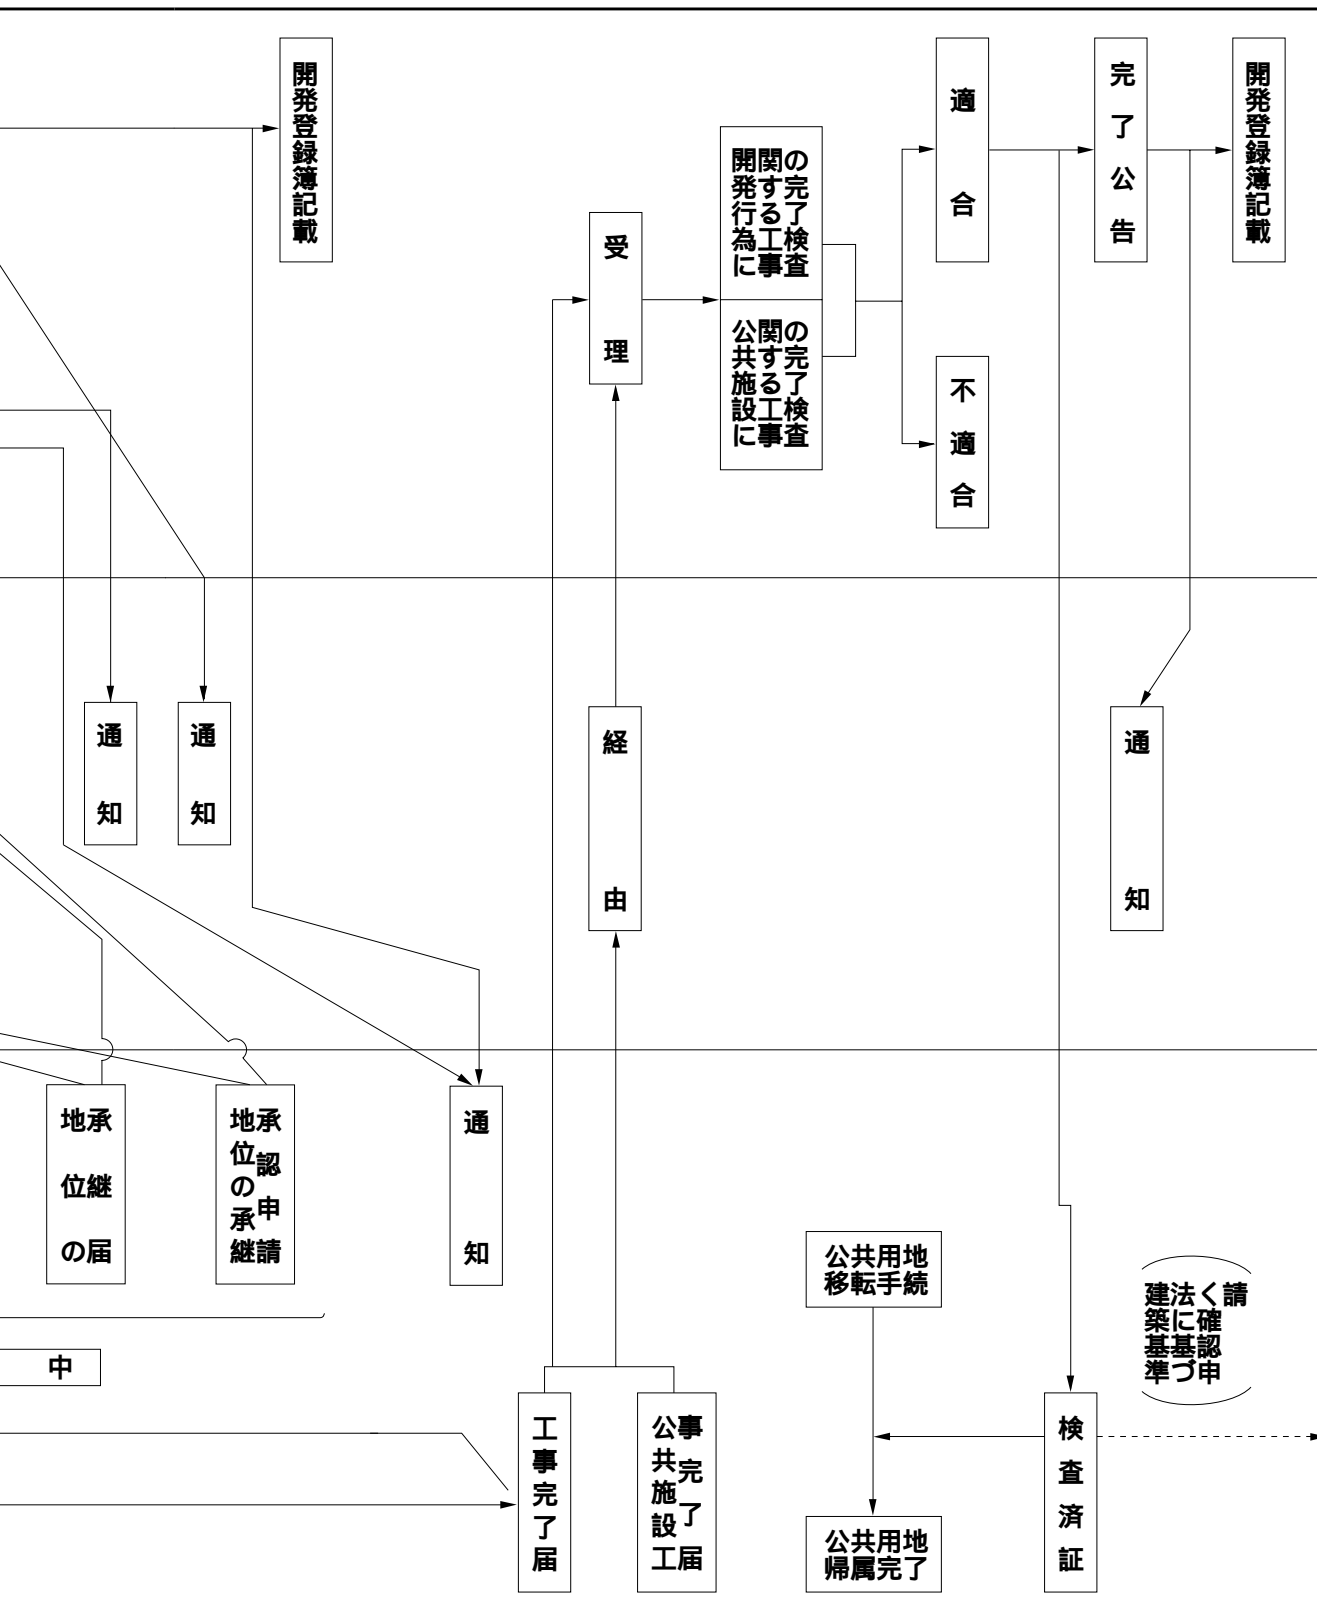 開発登録簿記載
受理
開発行為に
関する工事
の完了検査
公共施設に
関する工事
の完了検査
適合
不適合
完了公告
開発登録簿記載
通知
通知
経由
通知
地位の
承継届
地位の承継
承認申請
通知
中
工事完了届
公共施設工
事完了届
公共用地
移転手続
公共用地
帰属完了
検査済証
建築基準
法に基づ
く確認申
請